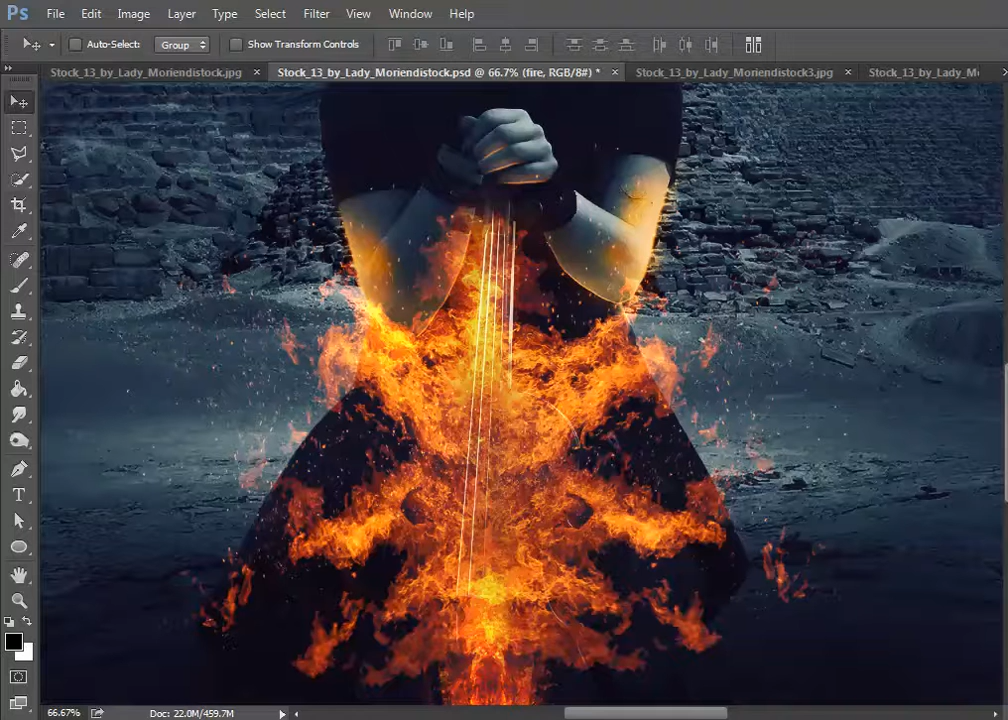 Ps File Edit Image Layer Type Select Filter View Window Help
Auto-Select: Group Show Transform Controls
Stock_13_by_Lady_Moriendistock.jpg × Stock_13_by_Lady_Moriendistock.psd @ 66.7% (fire, RGB/8#) * × Stock_13_by_Lady_Moriendistock3.jpg × Stock_13_by_Lady_M
T
66.67% Doc: 22.0M/459.7M